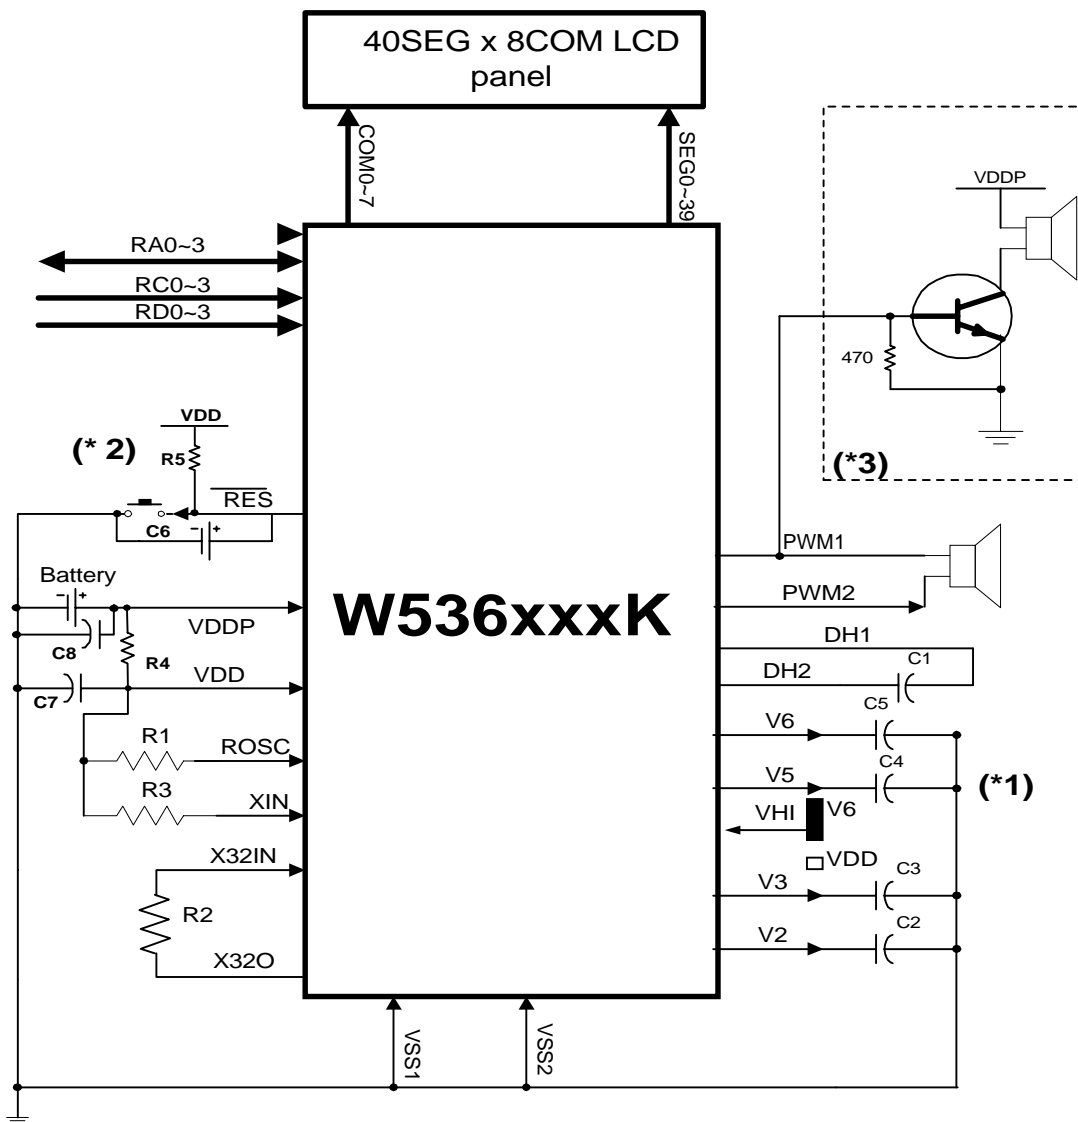 40SEG x 8COM LCD
panel
COM0~7
SEG0~39
RA0~3
RC0~3
RD0~3
VDDP
470
(*3)
VDD
(* 2)
R5
RES
C6
- +
PWM1
Battery
- +
W536xxxK
PWM2
VDDP
C8
R4
DH1
C1
DH2
VDD
C7
C5
V6
R1
ROSC
C4
V5
(*1)
R3
XIN
VHI
V6
X32IN
VDD
C3
V3
R2
C2
V2
X32O
VSS1
VSS2